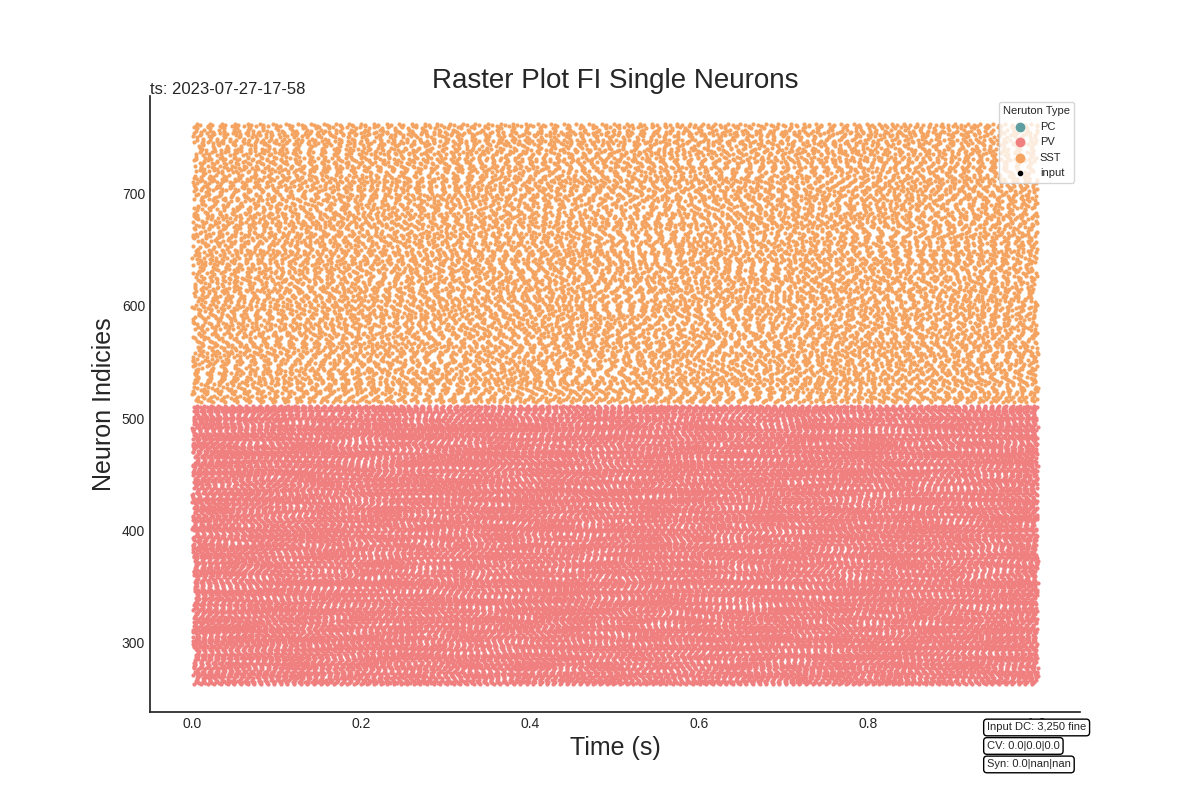 Raster Plot FI Single Neurons
ts: 2023-07-27-17-58
Neruton Type
PC
PV
SST
input
700
600
500
400
300
Neuron Indicies
0.0 0.2 0.4 0.6 0.8
Time (s)
Input DC: 3,250 fine
CV: 0.0|0.0|0.0
Syn: 0.0|nan|nan